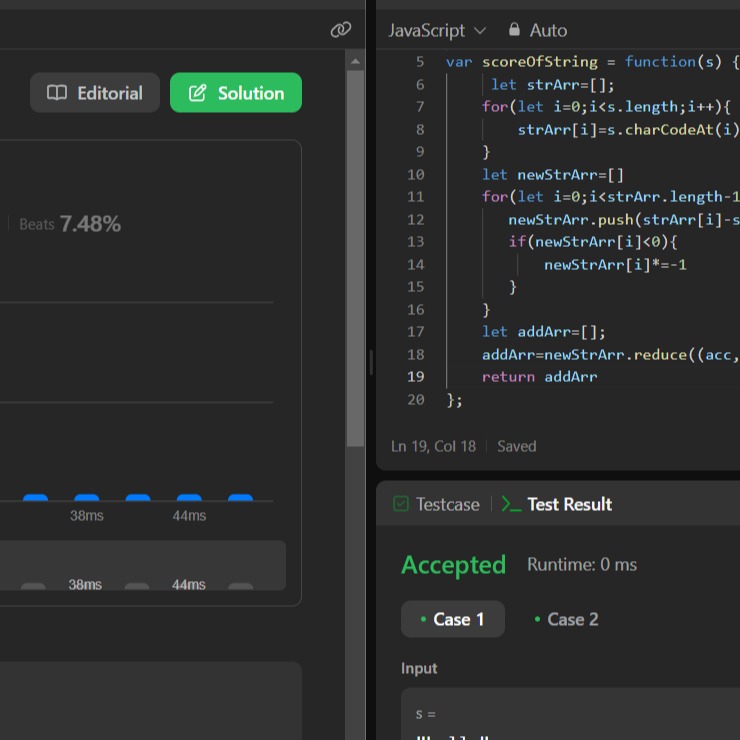 Editorial
Solution
Beats 7.48%
38ms 44ms
38ms 44ms
JavaScript
Auto
5 var scoreOfString = function(s) {
6 let strArr=[];
7 for(let i=0;i<s.length;i++){
8 strArr[i]=s.charCodeAt(i)
9 }
10 let newStrArr=[]
11 for(let i=0;i<strArr.length-1
12 newStrArr.push(strArr[i]-s
13 if(newStrArr[i]<0){
14 newStrArr[i]*=-1
15 }
16 }
17 let addArr=[];
18 addArr=newStrArr.reduce((acc,
19 return addArr
20 };
Ln 19, Col 18 Saved
Testcase
Test Result
Accepted Runtime: 0 ms
Case 1 Case 2
Input
s =